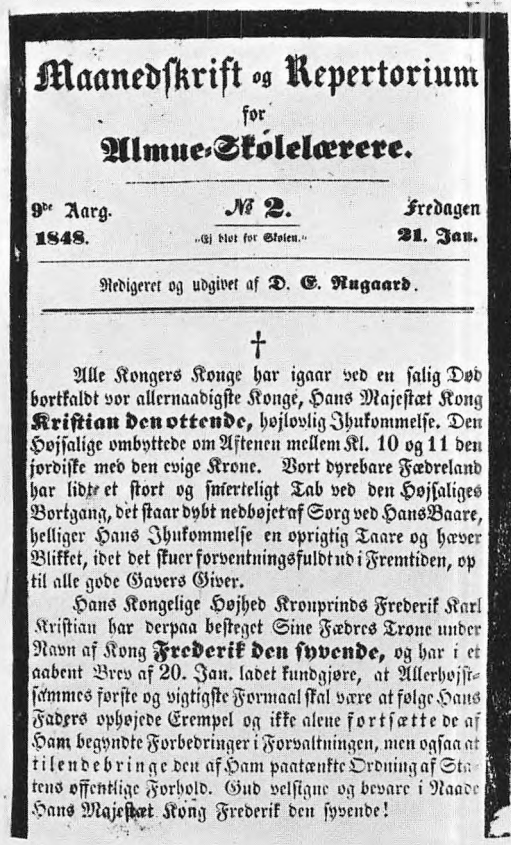 Maanedskrift og Repertorium
for
Almue-Skolelærere.
9de Aarg.
1848.
№ 2.
„Ej blot for Skolen.“
Fredagen
21. Jan.
Redigeret og udgivet af D. E. Rugaard.
†
Alle Kongers Konge har igaar ved en salig Død
bortkaldt vor allernaadigste Konge, Hans Majestæt Kong
Kristian den ottende, højlovlig Ihukommelse. Den
Højsalige ombyttede om Aftenen mellem Kl. 10 og 11 den
jordiske med den evige Krone. Vort dyrebare Fædreland
har lidt et stort og smerteligt Tab ved den Højsaliges
Bortgang, det staar dybt nedbøjet af Sorg ved Hans Baare,
helliger Hans Ihukommelse en oprigtig Taare og hæver
Blikket, idet det skuer forventningsfuldt ud i Fremtiden, op
til alle gode Gavers Giver.
Hans Kongelige Højhed Kronprinds Frederik Karl
Kristian har derpaa besteget Sine Fædres Trone under
Navn af Kong Frederik den syvende, og har i et
aabent Brev af 20. Jan. ladet kundgjøre, at Allerhøjst-
sammes første og vigtigste Formaal skal være at følge Hans
Faders ophøjede Exempel og ikke alene fortsætte de af
Ham begyndte Forbedringer i Forvaltningen, men ogsaa at
tilendebringe den af Ham paatænkte Ordning af Sta-
tens offentlige Forhold. Gud velsigne og bevare i Naade
Hans Majestæt Kong Frederik den syvende!